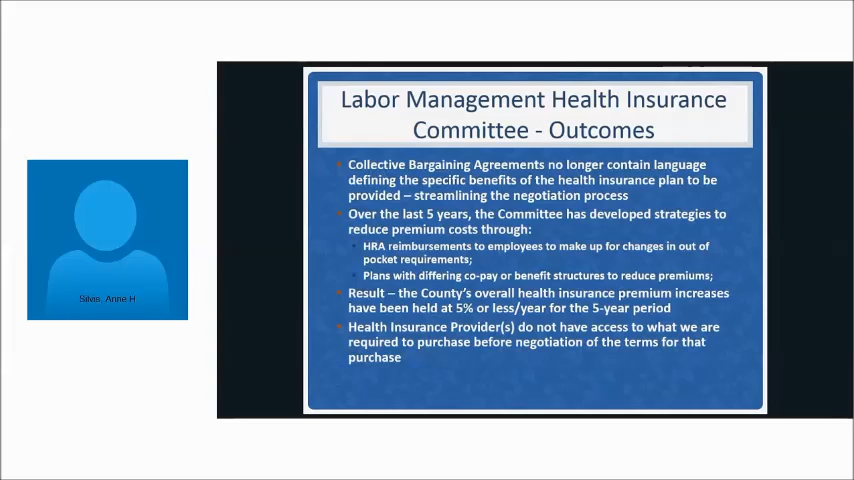 Labor Management Health Insurance
Committee - Outcomes
Collective Bargaining Agreements no longer contain language
defining the specific benefits of the health insurance plan to be
provided – streamlining the negotiation process
Over the last 5 years, the Committee has developed strategies to
reduce premium costs through:
HRA reimbursements to employees to make up for changes in out of
pocket requirements;
Plans with differing co-pay or benefit structures to reduce premiums;
Result – the County's overall health insurance premium increases
have been held at 5% or less/year for the 5-year period
Health Insurance Provider(s) do not have access to what we are
required to purchase before negotiation of the terms for that
purchase
Silvis, Anne H